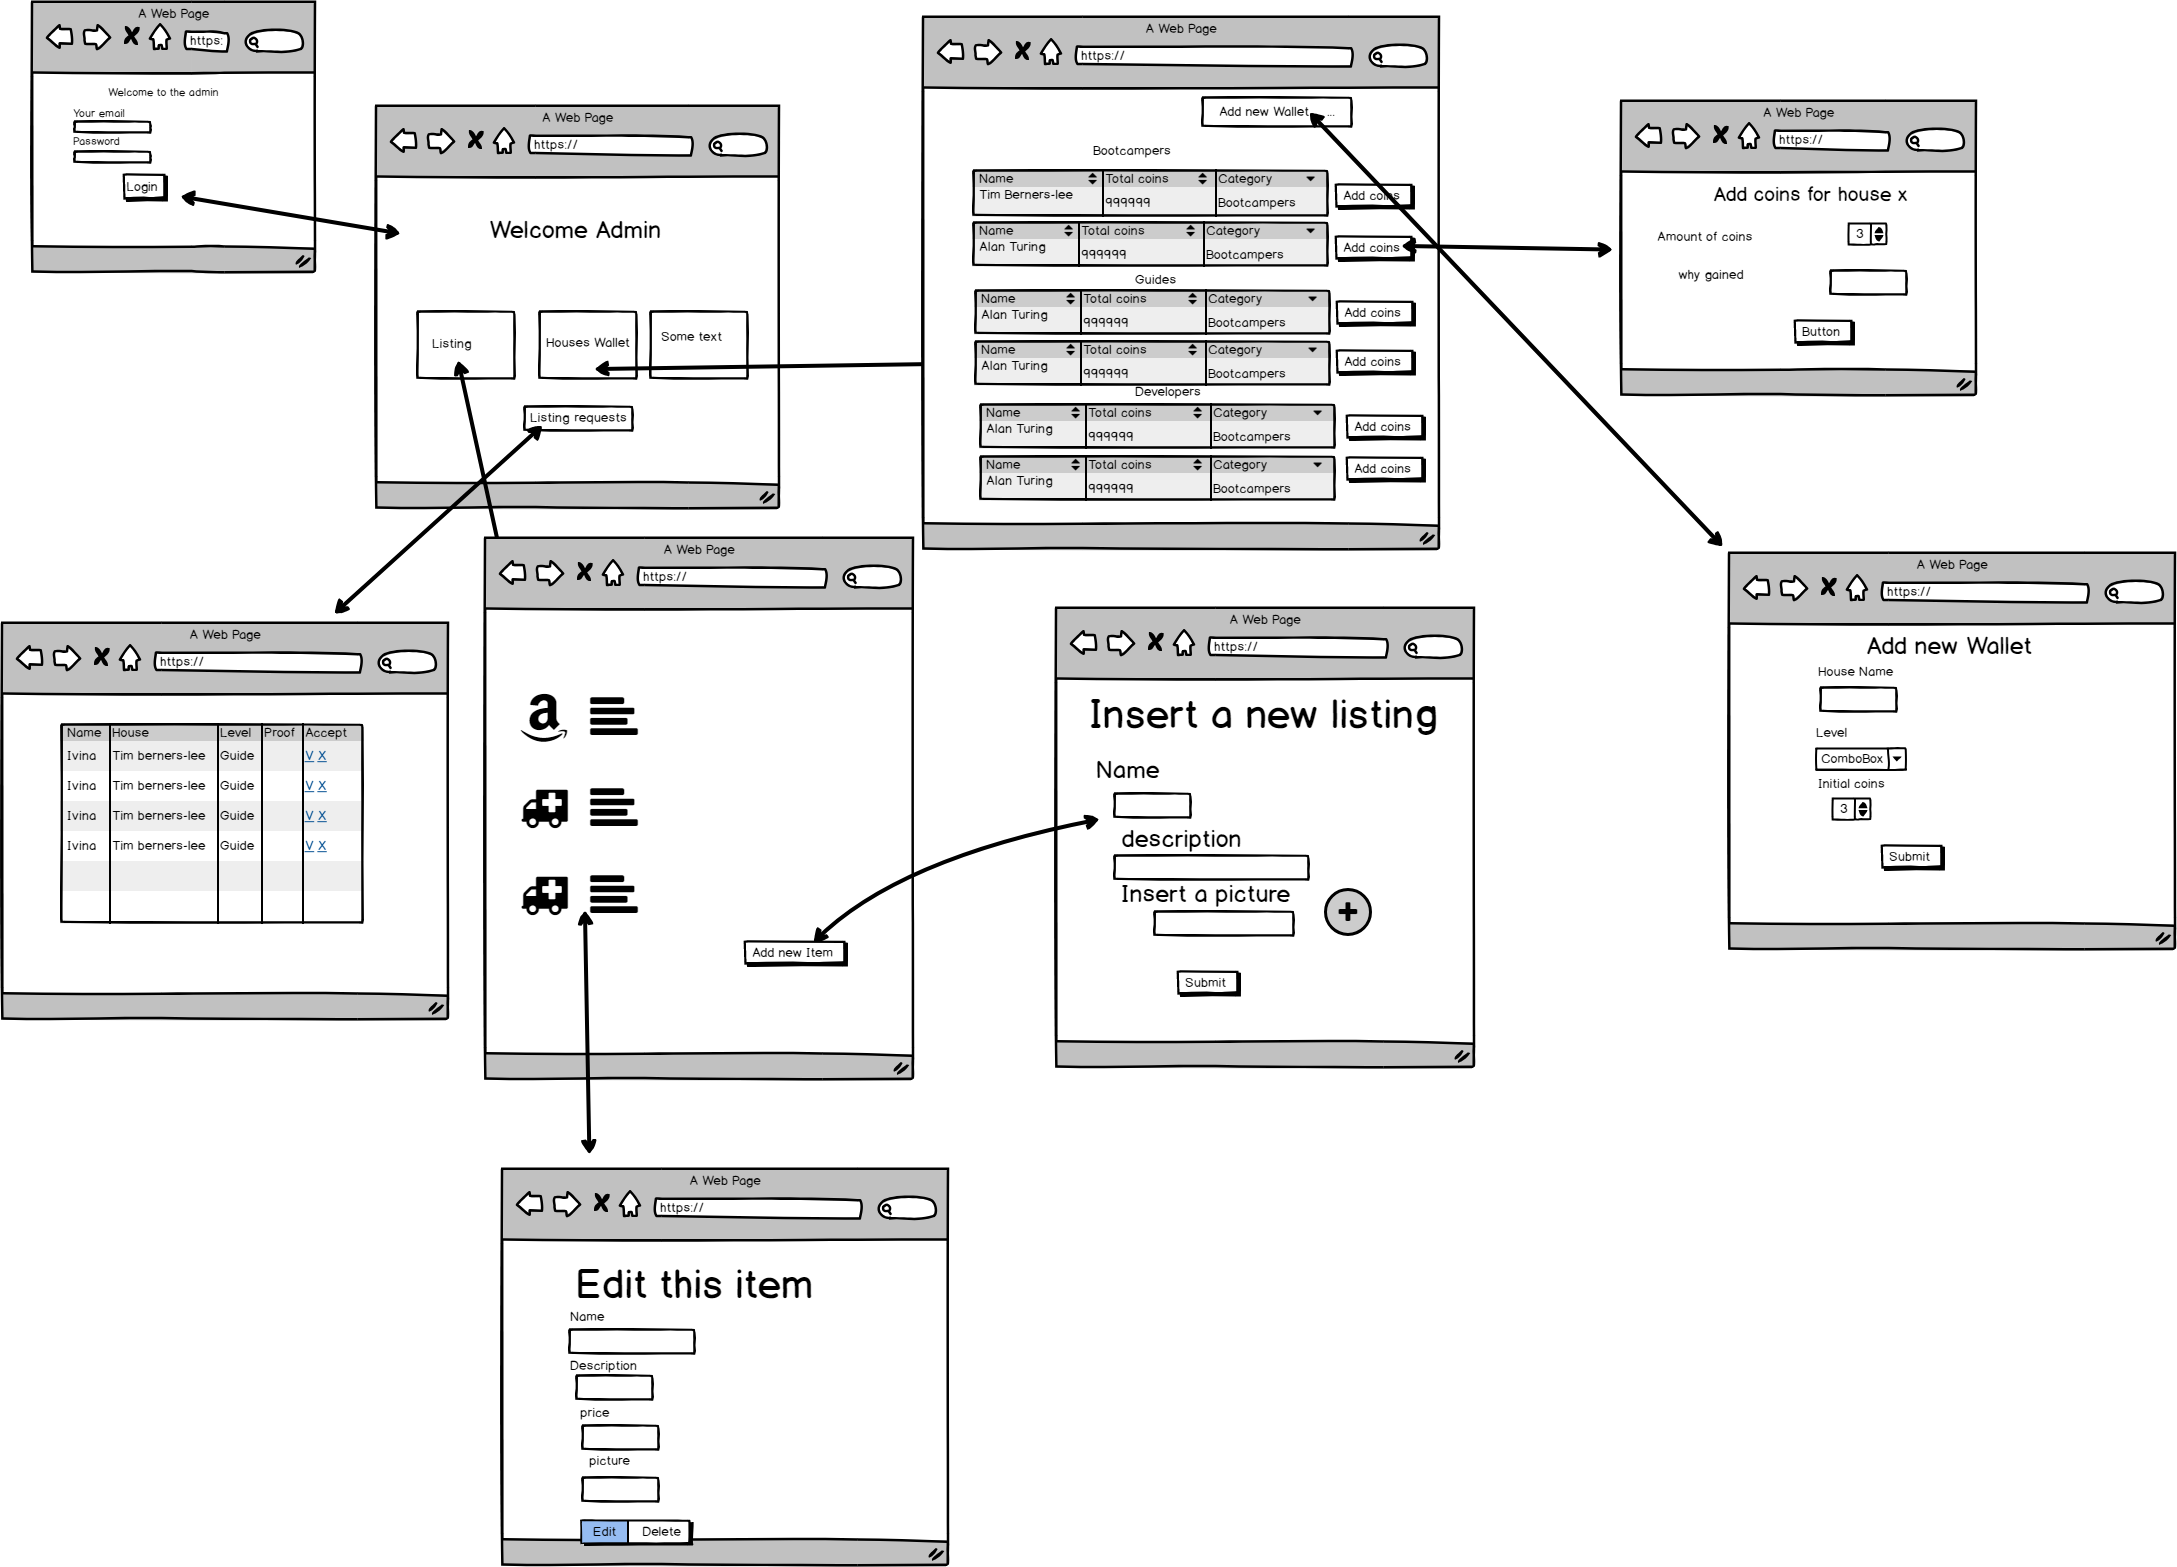 A Web Page
https:
Welcome to the admin
Your email
Password
Login
A Web Page
https://
Welcome Admin
Listing
Houses Wallet
Some text
Listing requests
A Web Page
https://
Add new Wallet ...
Bootcampers
Name Total coins Category
Tim Berners-lee 999999 Bootcampers
Add coins
Name Total coins Category
Alan Turing 999999 Bootcampers
Add coins
Guides
Name Total coins Category
Alan Turing 999999 Bootcampers
Add coins
Name Total coins Category
Alan Turing 999999 Bootcampers
Add coins
Developers
Name Total coins Category
Alan Turing 999999 Bootcampers
Add coins
Name Total coins Category
Alan Turing 999999 Bootcampers
Add coins
A Web Page
https://
Add coins for house x
Amount of coins 3
why gained
Button
A Web Page
https://
Name House Level Proof Accept
Ivina Tim berners-lee Guide V X
Ivina Tim berners-lee Guide V X
Ivina Tim berners-lee Guide V X
Ivina Tim berners-lee Guide V X
A Web Page
https://
a
Add new Item
A Web Page
https://
Insert a new listing
Name
description
Insert a picture
Submit
A Web Page
https://
Add new Wallet
House Name
Level
ComboBox
Initial coins
3
Submit
A Web Page
https://
Edit this item
Name
Description
price
picture
Edit Delete